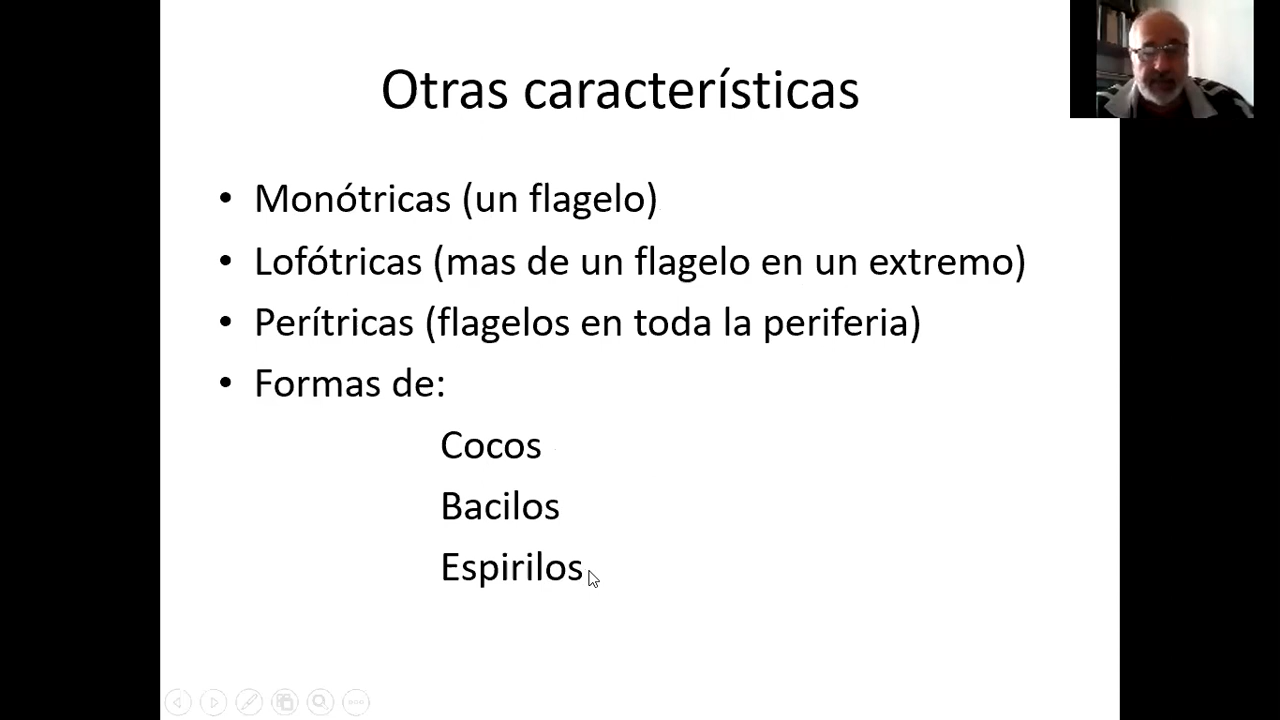 Otras características
• Monótricas (un flagelo)
• Lofótricas (mas de un flagelo en un extremo)
• Perítricas (flagelos en toda la periferia)
• Formas de:
Cocos
Bacilos
Espirilos